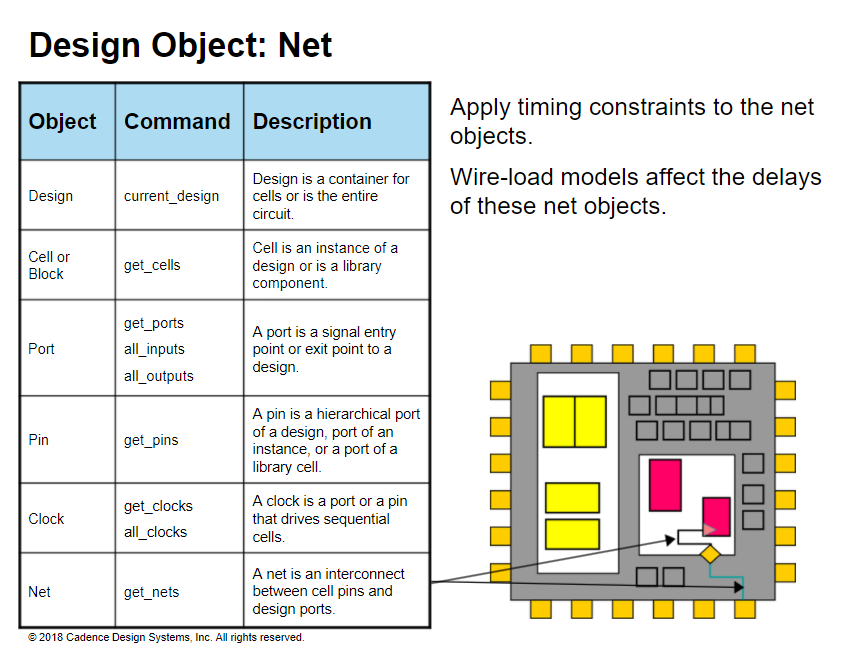 Design Object: Net
Object Command Description
Design current_design Design is a container for
cells or is the entire
circuit.
Cell or
Block
get_cells
Cell is an instance of a
design or is a library
component.
Port
get_ports
all_inputs
all_outputs
A port is a signal entry
point or exit point to a
design.
Pin
get_pins
A pin is a hierarchical port
of a design, port of an
instance, or a port of a
library cell.
Clock
get_clocks
all_clocks
A clock is a port or a pin
that drives sequential
cells.
Net
get_nets
A net is an interconnect
between cell pins and
design ports.
Apply timing constraints to the net
objects.
Wire-load models affect the delays
of these net objects.
© 2018 Cadence Design Systems, Inc. All rights reserved.